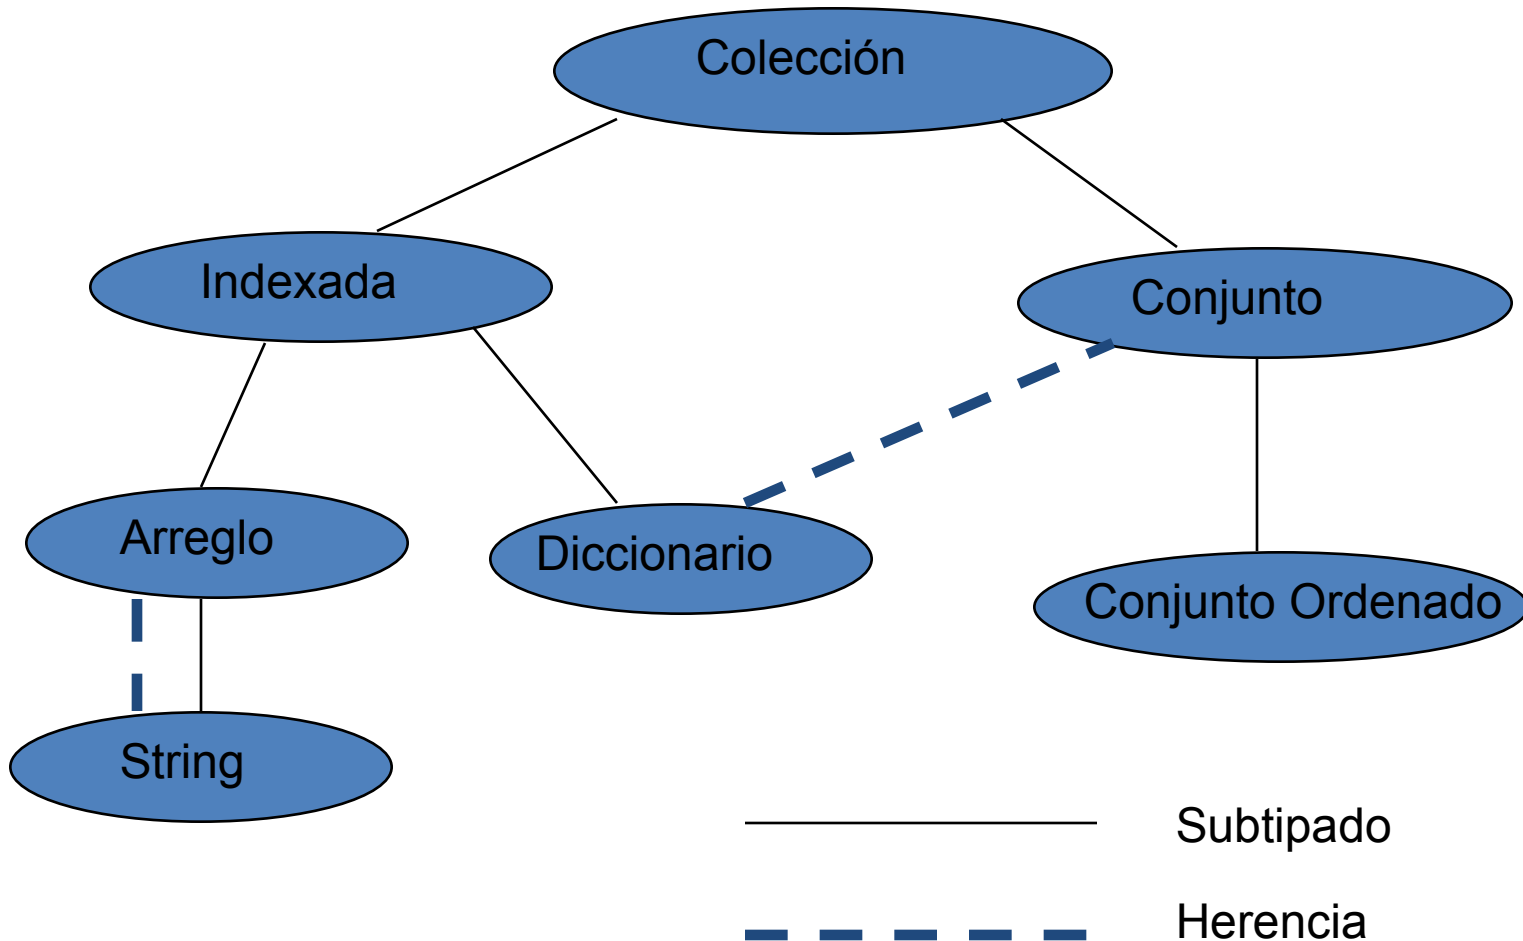 Colección
Indexada
Conjunto
Arreglo
Diccionario
Conjunto Ordenado
String
Subtipado
Herencia